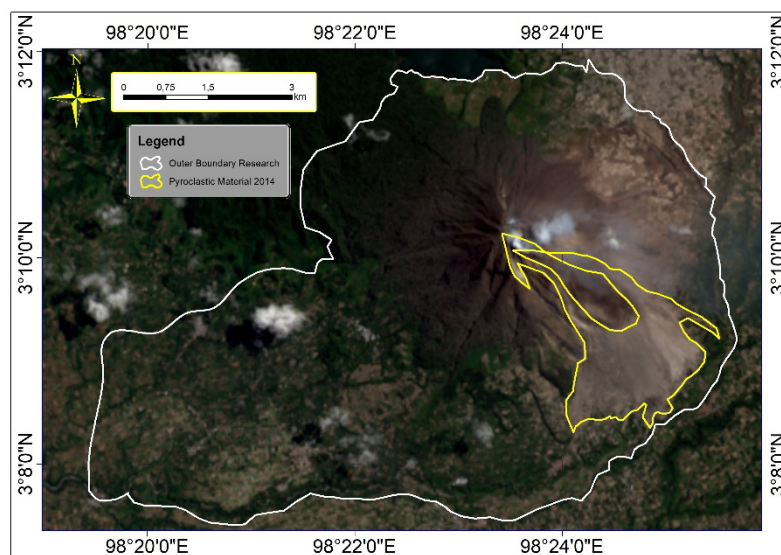 98°20'0"E 98°22'0"E 98°24'0"E
3°12'0"N 3°12'0"N
N
0 0,75 1,5 3
km
Legend
Outer Boundary Research
Pyroclastic Material 2014
3°10'0"N 3°10'0"N
3°8'0"N 3°8'0"N
98°20'0"E 98°22'0"E 98°24'0"E